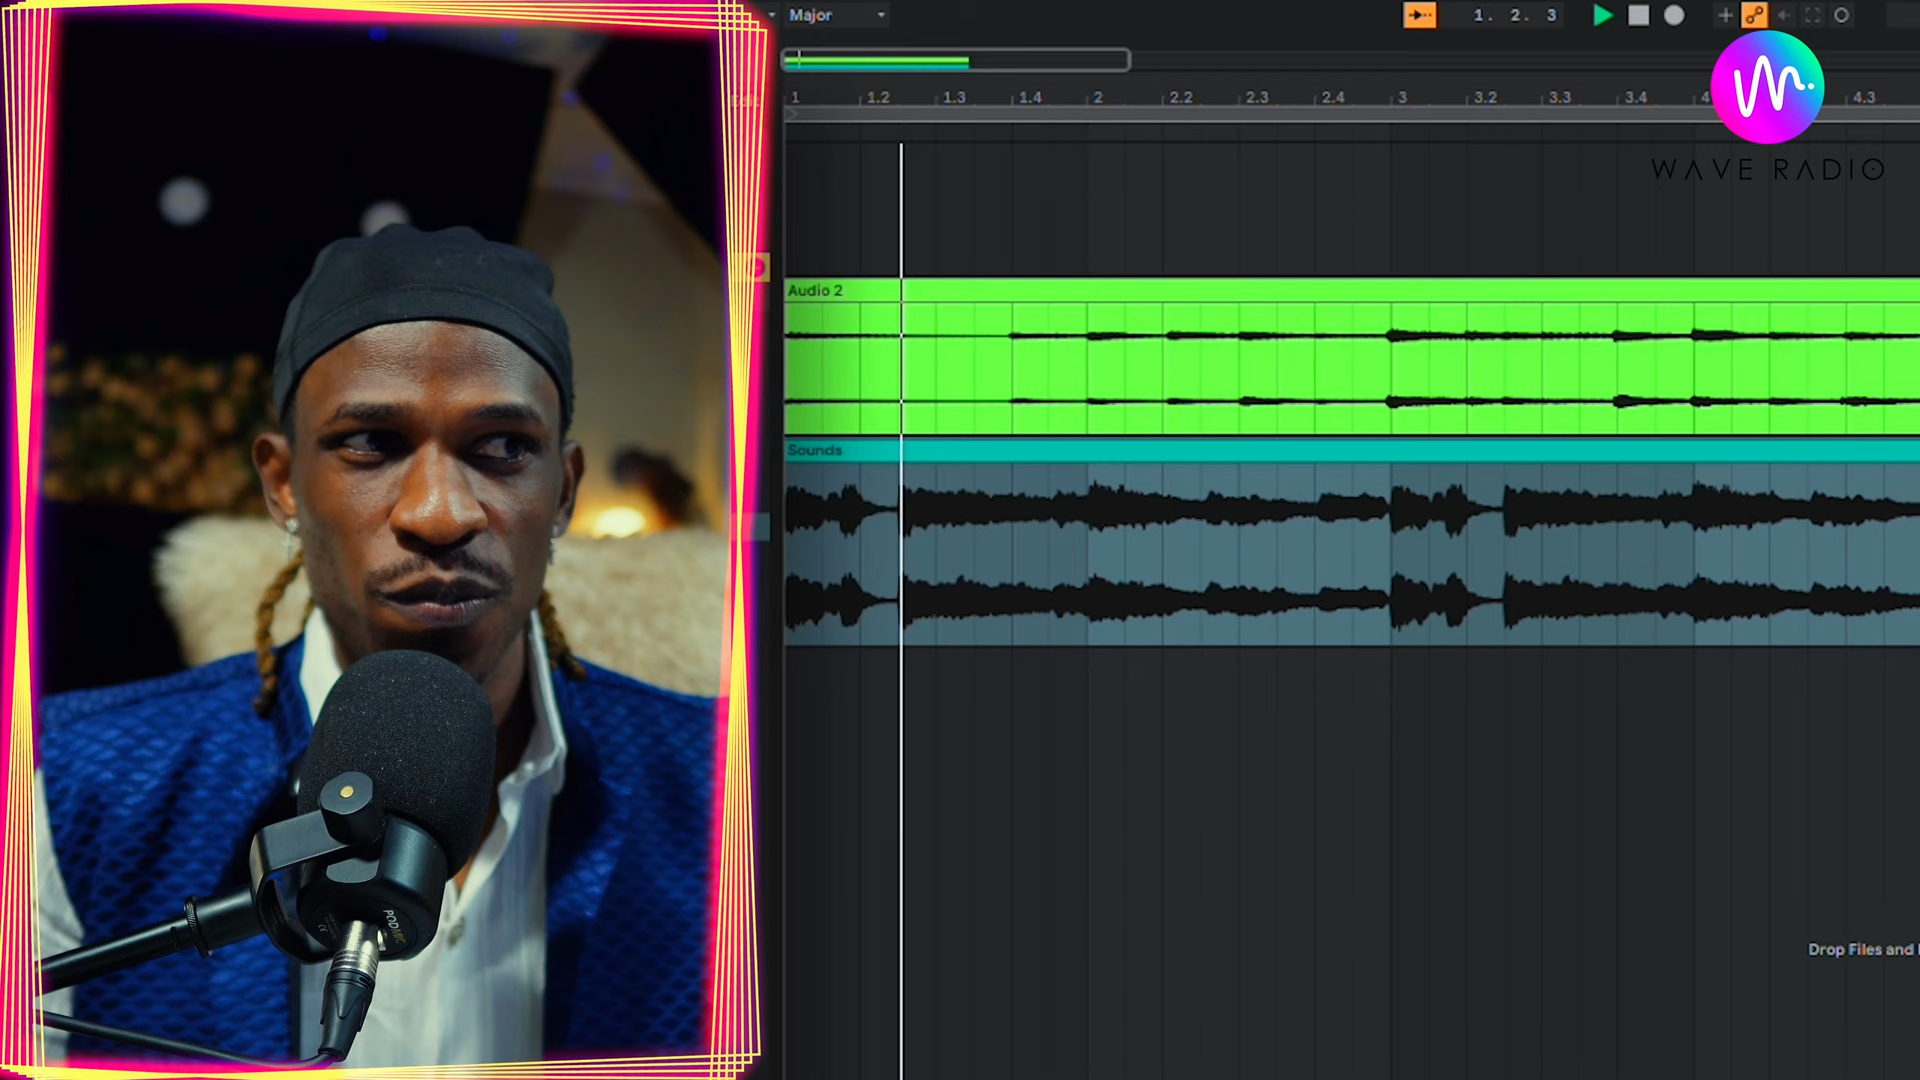 Major
1. 2. 3
1 1.2 1.3 1.4 2 2.2 2.3 2.4 3 3.2 3.3 3.4 4 4.3
WAVE RADIO
Audio 2
Sounds
PODMIC
Drop Files and